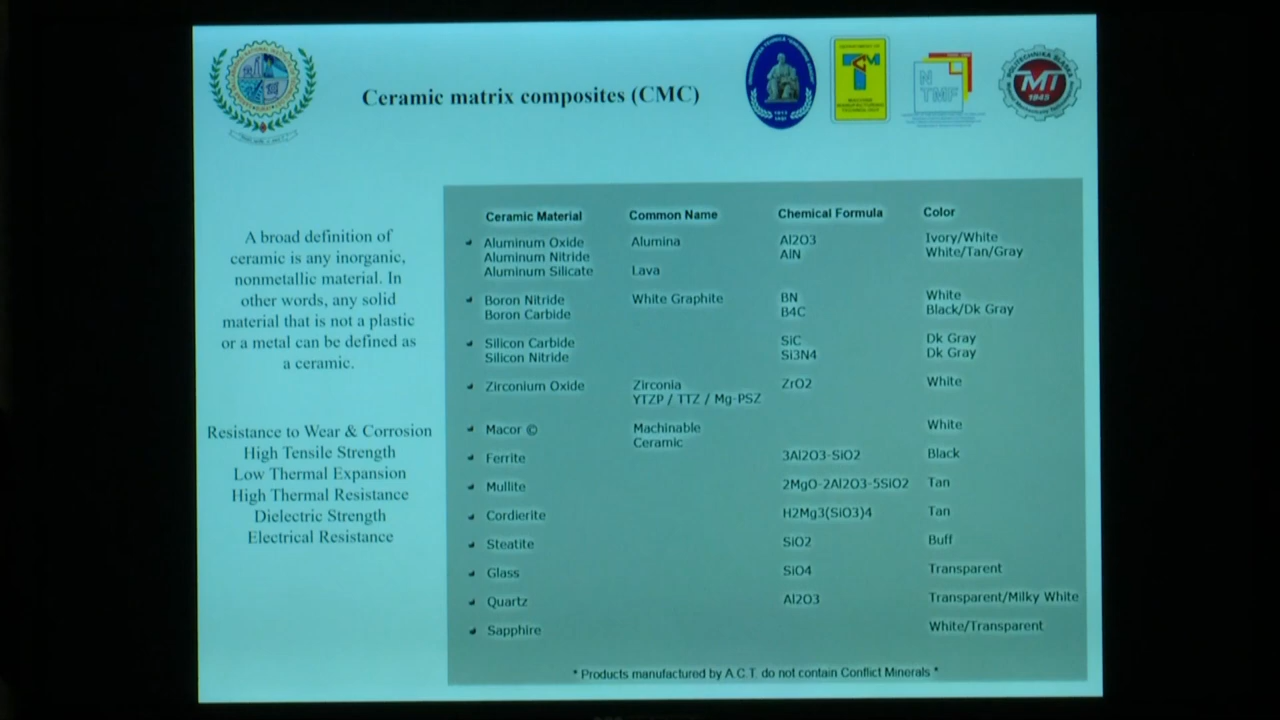 Ceramic matrix composites (CMC)
MT
1945
N
TMF
A broad definition of
ceramic is any inorganic,
nonmetallic material. In
other words, any solid
material that is not a plastic
or a metal can be defined as
a ceramic.
Resistance to Wear & Corrosion
High Tensile Strength
Low Thermal Expansion
High Thermal Resistance
Dielectric Strength
Electrical Resistance
Ceramic Material Common Name Chemical Formula Color
Aluminum Oxide Alumina Al2O3 Ivory/White
Aluminum Nitride AlN White/Tan/Gray
Aluminum Silicate Lava
Boron Nitride White Graphite BN White
Boron Carbide B4C Black/Dk Gray
Silicon Carbide SiC Dk Gray
Silicon Nitride Si3N4 Dk Gray
Zirconium Oxide Zirconia ZrO2 White
YTZP / TTZ / Mg-PSZ
Macor © Machinable White
Ceramic
Ferrite 3Al2O3-SiO2 Black
Mullite 2MgO-2Al2O3-5SiO2 Tan
Cordierite H2Mg3(SiO3)4 Tan
Steatite SiO2 Buff
Glass SiO4 Transparent
Quartz Al2O3 Transparent/Milky White
Sapphire White/Transparent
* Products manufactured by A.C.T. do not contain Conflict Minerals *